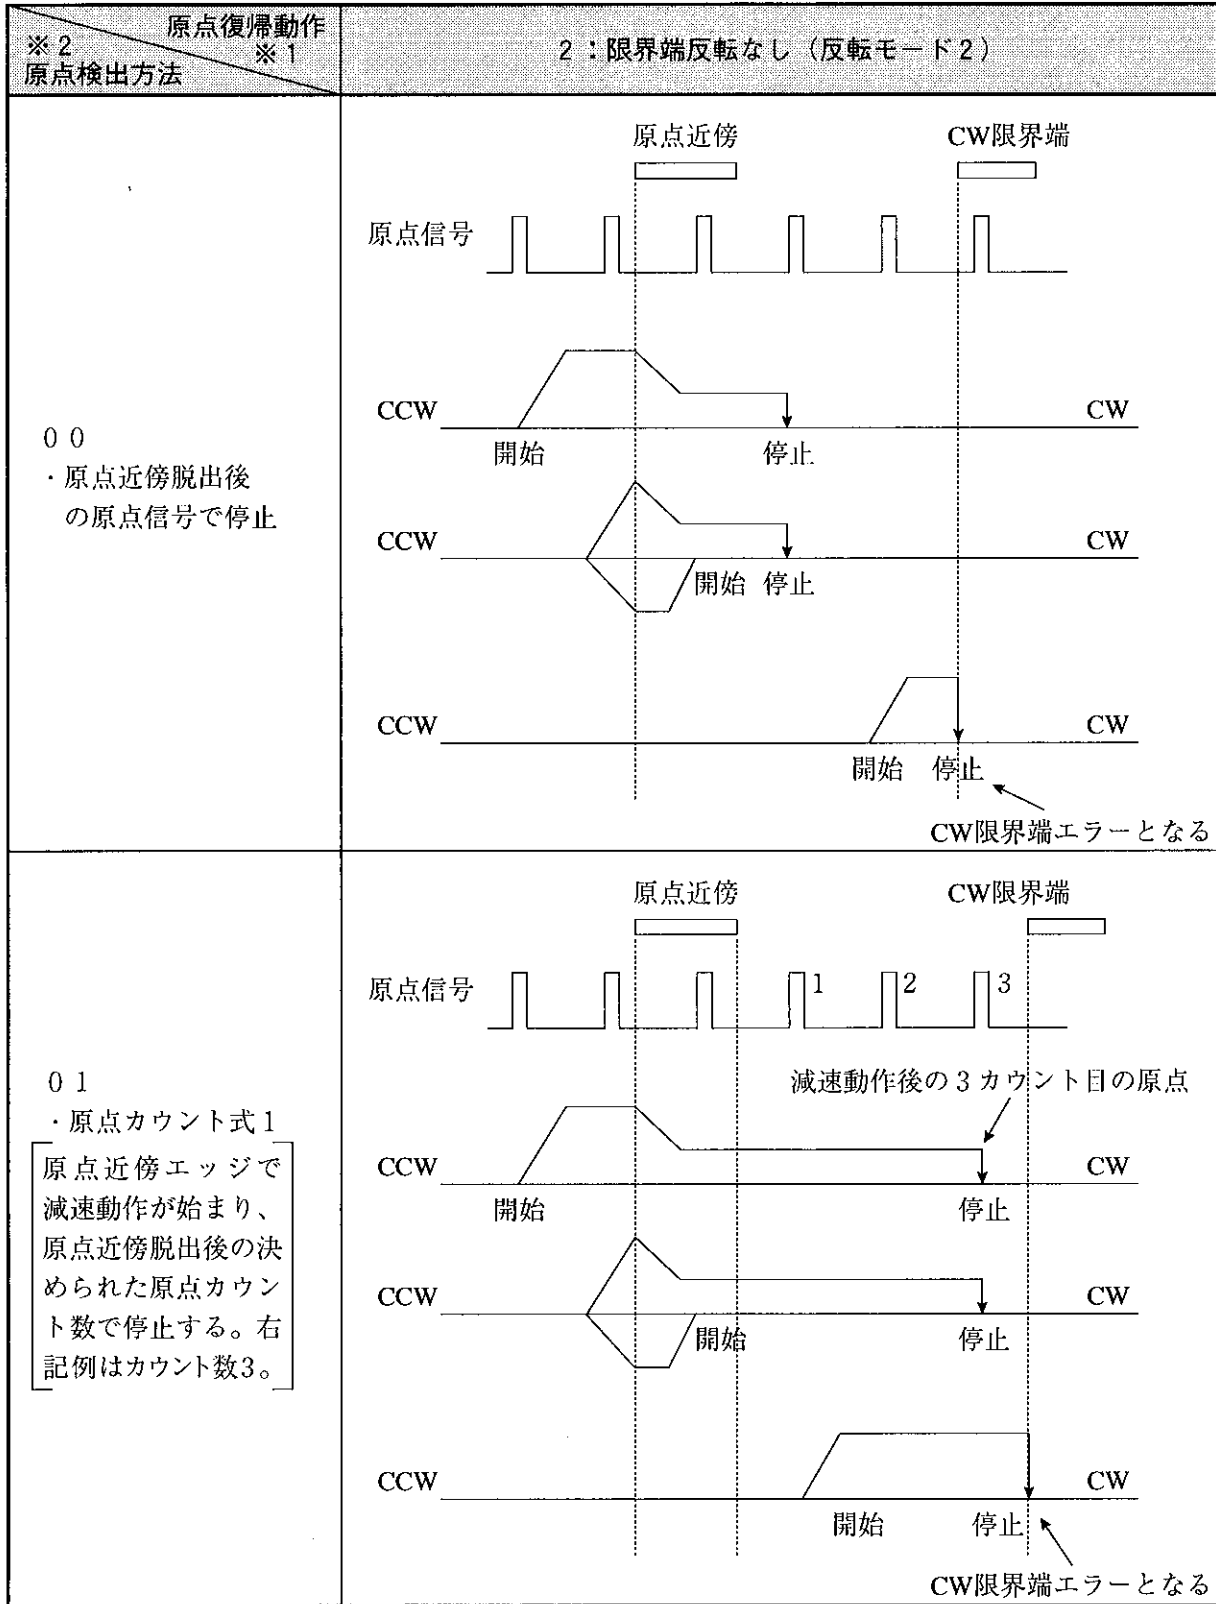 原点復帰動作
※1
※2
原点検出方法
2：限界端反転なし（反転モード2）
00
・原点近傍脱出後
の原点信号で停止
原点近傍
CW限界端
原点信号
CCW
CW
開始
停止
CCW
CW
開始 停止
CCW
CW
開始 停止
CW限界端エラーとなる
01
・原点カウント式1
原点近傍エッジで
減速動作が始まり、
原点近傍脱出後の決
められた原点カウン
ト数で停止する。右
記例はカウント数3。
原点近傍
CW限界端
原点信号
1
2
3
減速動作後の3カウント目の原点
CCW
CW
開始
停止
CCW
CW
開始
停止
CCW
CW
開始
停止
CW限界端エラーとなる